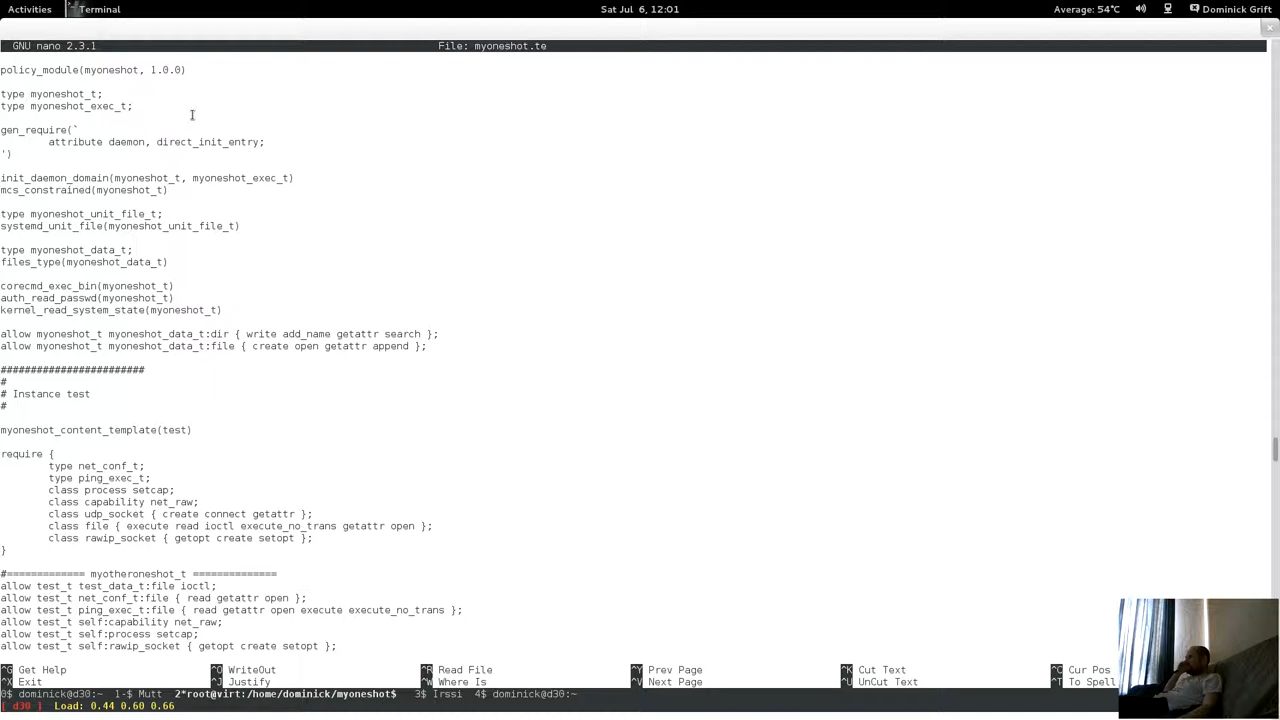 Activities Terminal Sat Jul 6, 12:01 Average: 54°C Dominick Grift
GNU nano 2.3.1 File: myoneshot.te
policy_module(myoneshot, 1.0.0)
type myoneshot_t;
type myoneshot_exec_t;
gen_require(`
attribute daemon, direct_init_entry;
')
init_daemon_domain(myoneshot_t, myoneshot_exec_t)
mcs_constrained(myoneshot_t)
type myoneshot_unit_file_t;
systemd_unit_file(myoneshot_unit_file_t)
type myoneshot_data_t;
files_type(myoneshot_data_t)
corecmd_exec_bin(myoneshot_t)
auth_read_passwd(myoneshot_t)
kernel_read_system_state(myoneshot_t)
allow myoneshot_t myoneshot_data_t:dir { write add_name getattr search };
allow myoneshot_t myoneshot_data_t:file { create open getattr append };
########################
#
# Instance test
#
myoneshot_content_template(test)
require {
type net_conf_t;
type ping_exec_t;
class process setcap;
class capability net_raw;
class udp_socket { create connect getattr };
class file { execute read ioctl execute_no_trans getattr open };
class rawip_socket { getopt create setopt };
}
#============= myotheroneshot_t ==============
allow test_t test_data_t:file ioctl;
allow test_t net_conf_t:file { read getattr open };
allow test_t ping_exec_t:file { read getattr open execute execute_no_trans };
allow test_t self:capability net_raw;
allow test_t self:process setcap;
allow test_t self:rawip_socket { getopt create setopt };
^G Get Help ^O WriteOut ^R Read File ^Y Prev Page ^K Cut Text ^C Cur Pos
^X Exit ^J Justify ^W Where Is ^V Next Page ^U UnCut Text ^T To Spell
0$ dominick@d30:~ 1-$ Mutt 2*root@virt:/home/dominick/myoneshot$ 3$ Irssi 4$ dominick@d30:~
[ d30 ] Load: 0.44 0.60 0.66